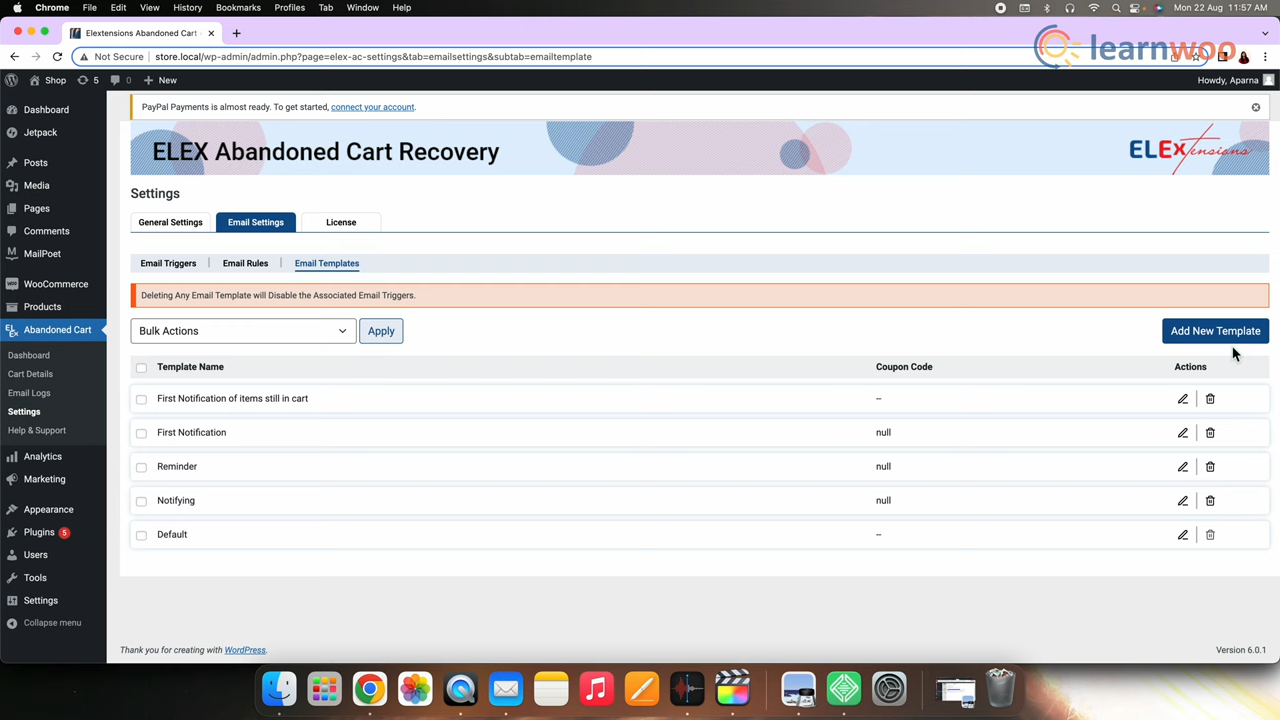 Chrome File Edit View History Bookmarks Profiles Tab Window Help Mon 22 Aug 11:57 AM
Elextensions Abandoned Cart
Not Secure store.local/wp-admin/admin.php?page=elex-ac-settings&tab=emailsettings&subtab=emailtemplate
learnwoo
Shop 5 0 New Howdy, Aparna
PayPal Payments is almost ready. To get started, connect your account.
ELEX Abandoned Cart Recovery
ELEXtensions
Settings
General Settings Email Settings License
Email Triggers Email Rules Email Templates
Deleting Any Email Template will Disable the Associated Email Triggers.
Bulk Actions Apply Add New Template
Template Name Coupon Code Actions
First Notification of items still in cart --
First Notification null
Reminder null
Notifying null
Default --
Dashboard
Jetpack
Posts
Media
Pages
Comments
MailPoet
WooCommerce
Products
Abandoned Cart
Dashboard
Cart Details
Email Logs
Settings
Help & Support
Analytics
Marketing
Appearance
Plugins 5
Users
Tools
Settings
Collapse menu
Thank you for creating with WordPress. Version 6.0.1